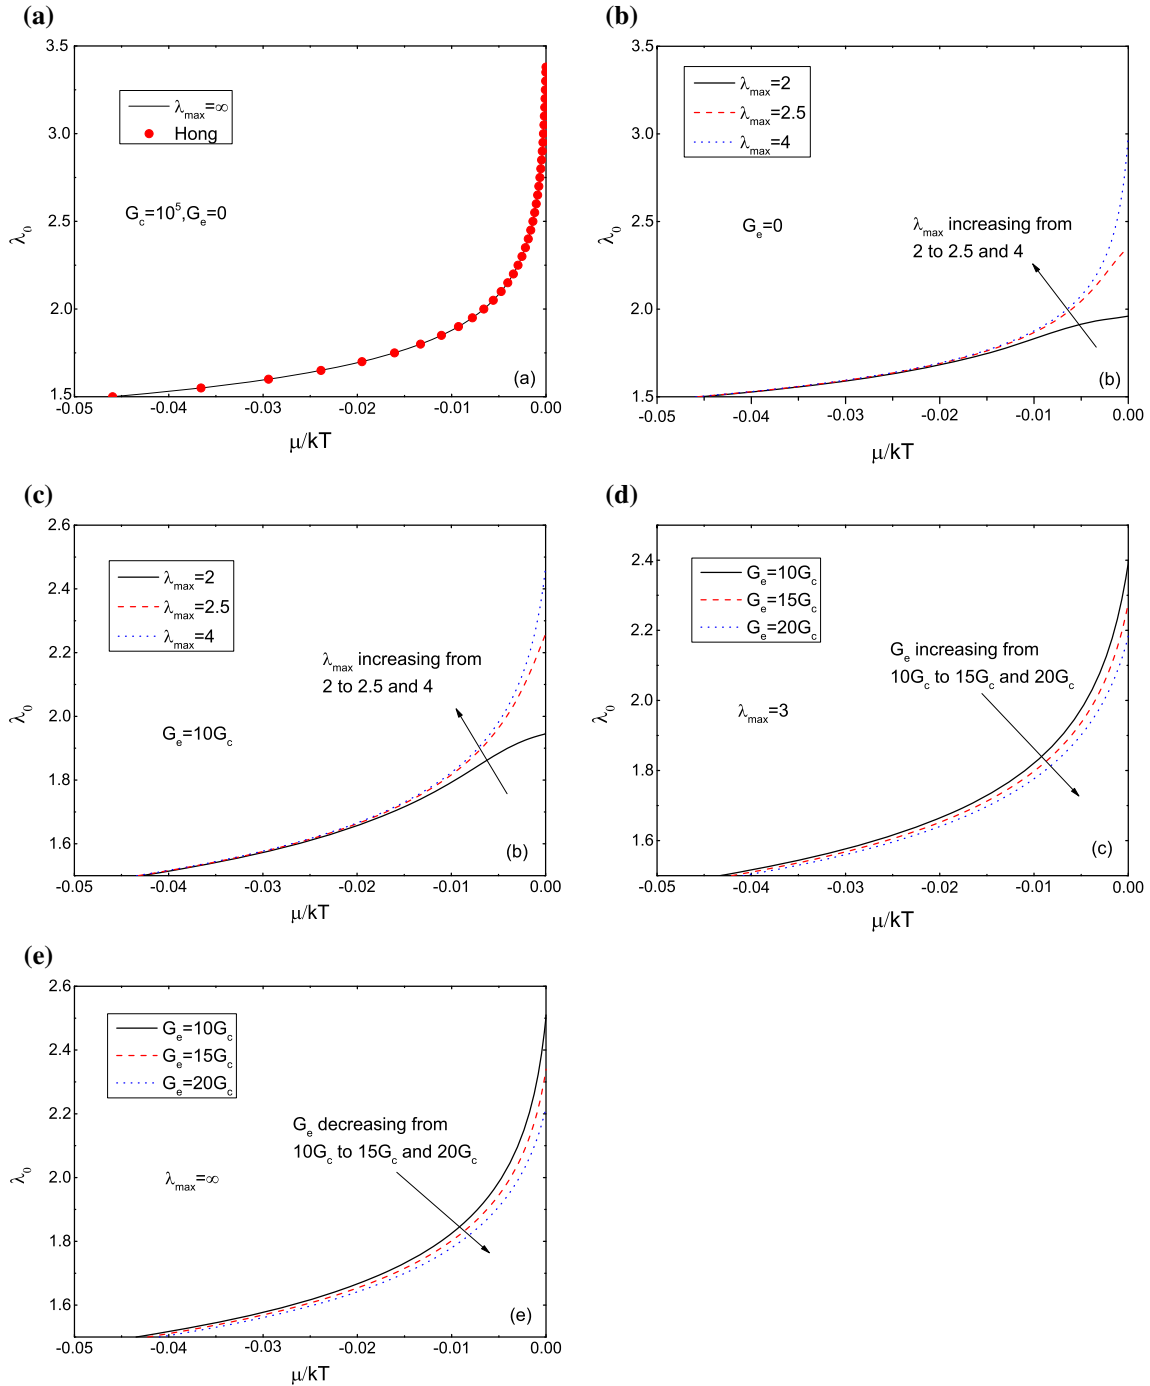 (a)
3.5
3.0
2.5
2.0
1.5
λ₀
λmax=∞
Hong
Gc=10⁵,Ge=0
(a)
-0.05 -0.04 -0.03 -0.02 -0.01 0.00
μ/kT
(b)
3.5
3.0
2.5
2.0
1.5
λ₀
λmax=2
λmax=2.5
λmax=4
Ge=0
λmax increasing from
2 to 2.5 and 4
(b)
-0.05 -0.04 -0.03 -0.02 -0.01 0.00
μ/kT
(c)
2.6
2.4
2.2
2.0
1.8
1.6
λ₀
λmax=2
λmax=2.5
λmax=4
λmax increasing from
2 to 2.5 and 4
Ge=10Gc
(b)
-0.05 -0.04 -0.03 -0.02 -0.01 0.00
μ/kT
(d)
2.4
2.2
2.0
1.8
1.6
λ₀
Ge=10Gc
Ge=15Gc
Ge=20Gc
Ge increasing from
10Gc to 15Gc and 20Gc
λmax=3
(c)
-0.05 -0.04 -0.03 -0.02 -0.01 0.00
μ/kT
(e)
2.6
2.4
2.2
2.0
1.8
1.6
λ₀
Ge=10Gc
Ge=15Gc
Ge=20Gc
Ge decreasing from
10Gc to 15Gc and 20Gc
λmax=∞
(e)
-0.05 -0.04 -0.03 -0.02 -0.01 0.00
μ/kT